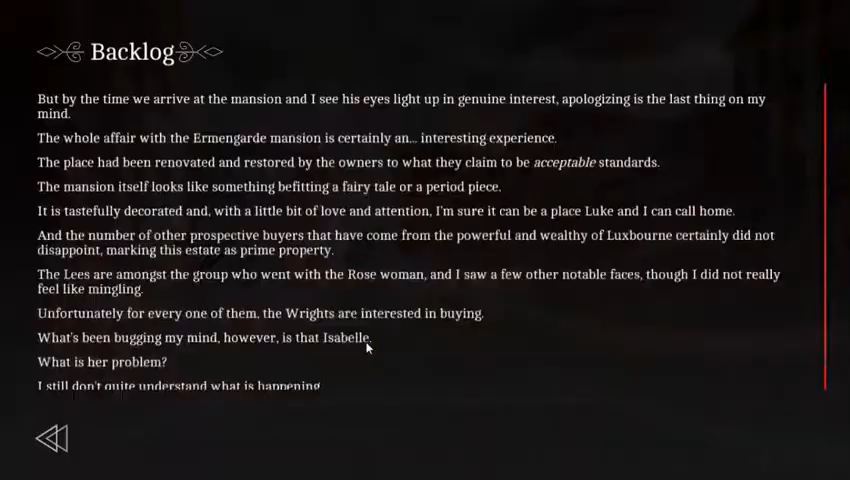 Backlog
But by the time we arrive at the mansion and I see his eyes light up in genuine interest, apologizing is the last thing on my
mind.
The whole affair with the Ermengarde mansion is certainly an... interesting experience.
The place had been renovated and restored by the owners to what they claim to be acceptable standards.
The mansion itself looks like something befitting a fairy tale or a period piece.
It is tastefully decorated and, with a little bit of love and attention, I'm sure it can be a place Luke and I can call home.
And the number of other prospective buyers that have come from the powerful and wealthy of Luxbourne certainly did not
disappoint, marking this estate as prime property.
The Lees are amongst the group who went with the Rose woman, and I saw a few other notable faces, though I did not really
feel like mingling.
Unfortunately for every one of them, the Wrights are interested in buying.
What's been bugging my mind, however, is that Isabelle.
What is her problem?
I still don't quite understand what is happening